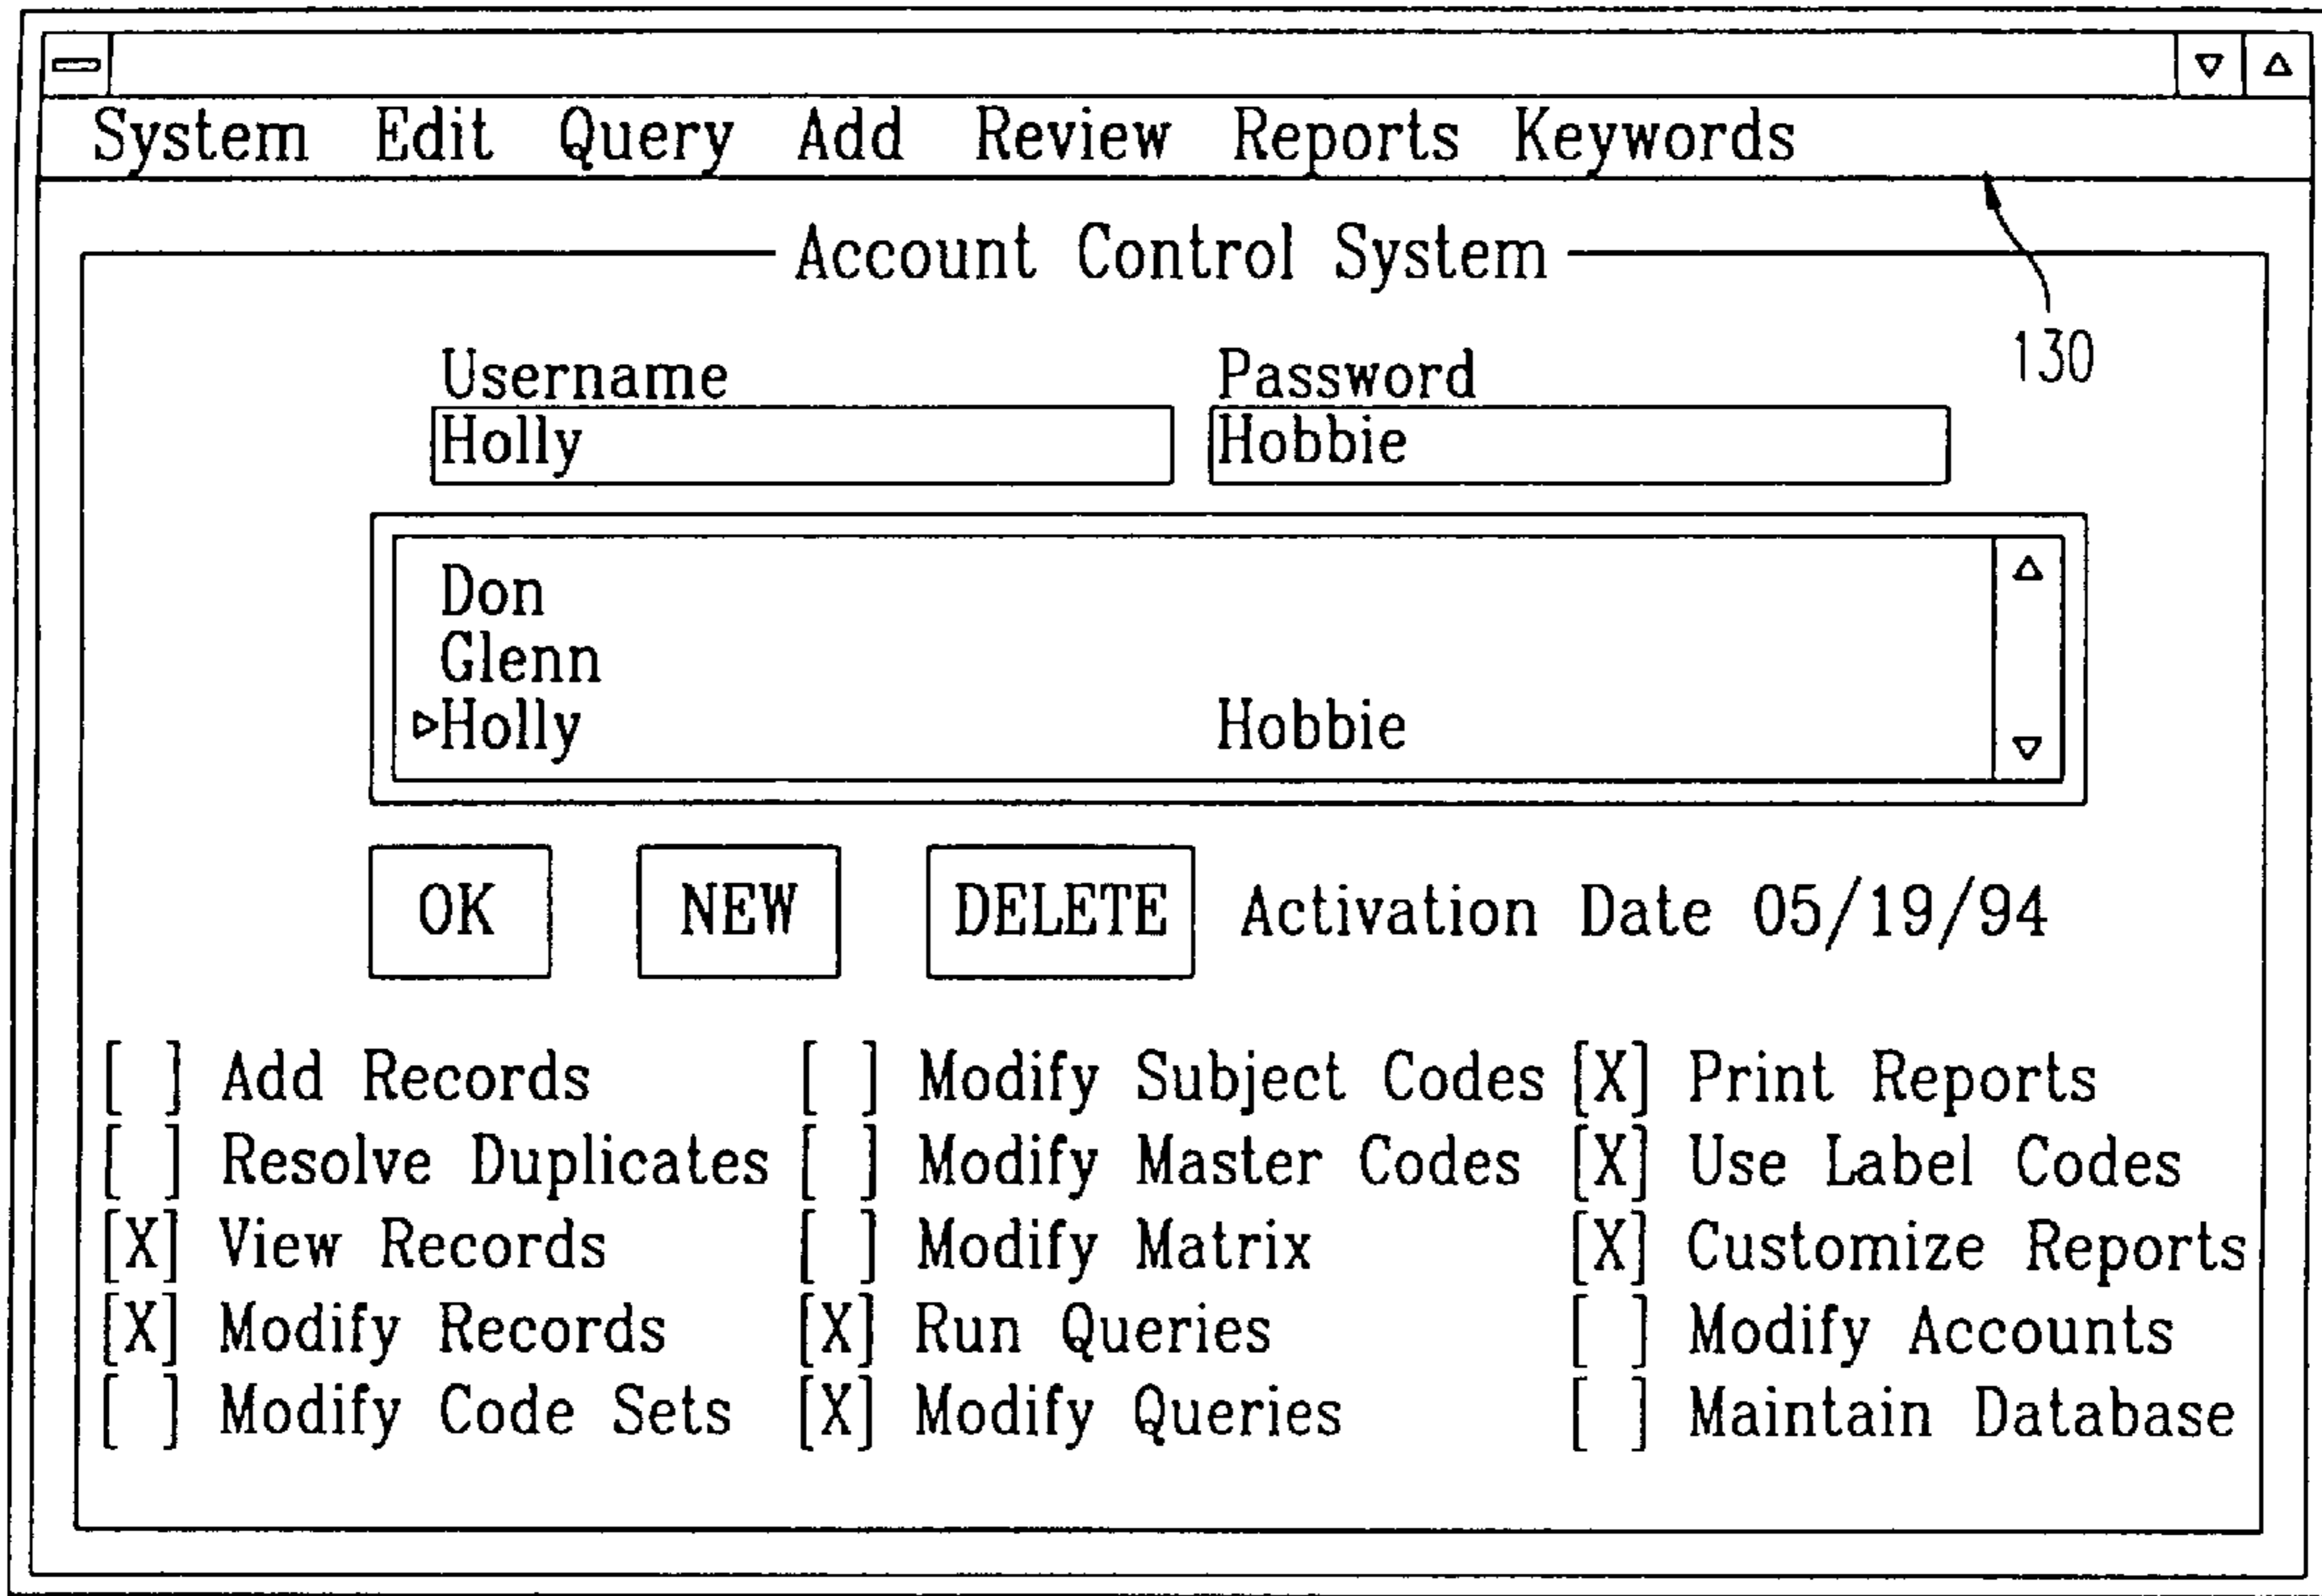 System Edit Query Add Review Reports Keywords
Account Control System
130
Username Password
Holly Hobbie
Don
Glenn
Holly Hobbie
OK NEW DELETE Activation Date 05/19/94
[ ] Add Records [ ] Modify Subject Codes [X] Print Reports
[ ] Resolve Duplicates [ ] Modify Master Codes [X] Use Label Codes
[X] View Records [ ] Modify Matrix [X] Customize Reports
[X] Modify Records [X] Run Queries [ ] Modify Accounts
[ ] Modify Code Sets [X] Modify Queries [ ] Maintain Database